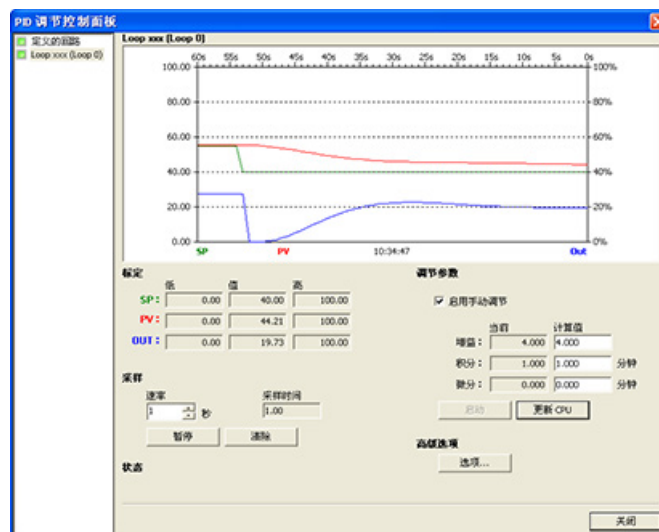 PID 调节控制面板
定义的回路
Loop xxx (Loop 0)
Loop xxx (Loop 0)
60s 55s 50s 45s 40s 35s 30s 25s 20s 15s 10s 5s 0s
100.00 100%
80.00 80%
60.00 60%
40.00 40%
20.00 20%
0.00 0%
SP PV 10:34:47 Out
标定
低 值 高
SP: 0.00 40.00 100.00
PV: 0.00 44.21 100.00
OUT: 0.00 19.73 100.00
采样
速率 采样时间
1 秒 1.00
暂停 清除
状态
调节参数
启用手动调节
当前 计算值
增益: 4.000 4.000
积分: 1.000 1.000 分钟
微分: 0.000 0.000 分钟
启动 更新 CPU
高级选项
选项...
关闭